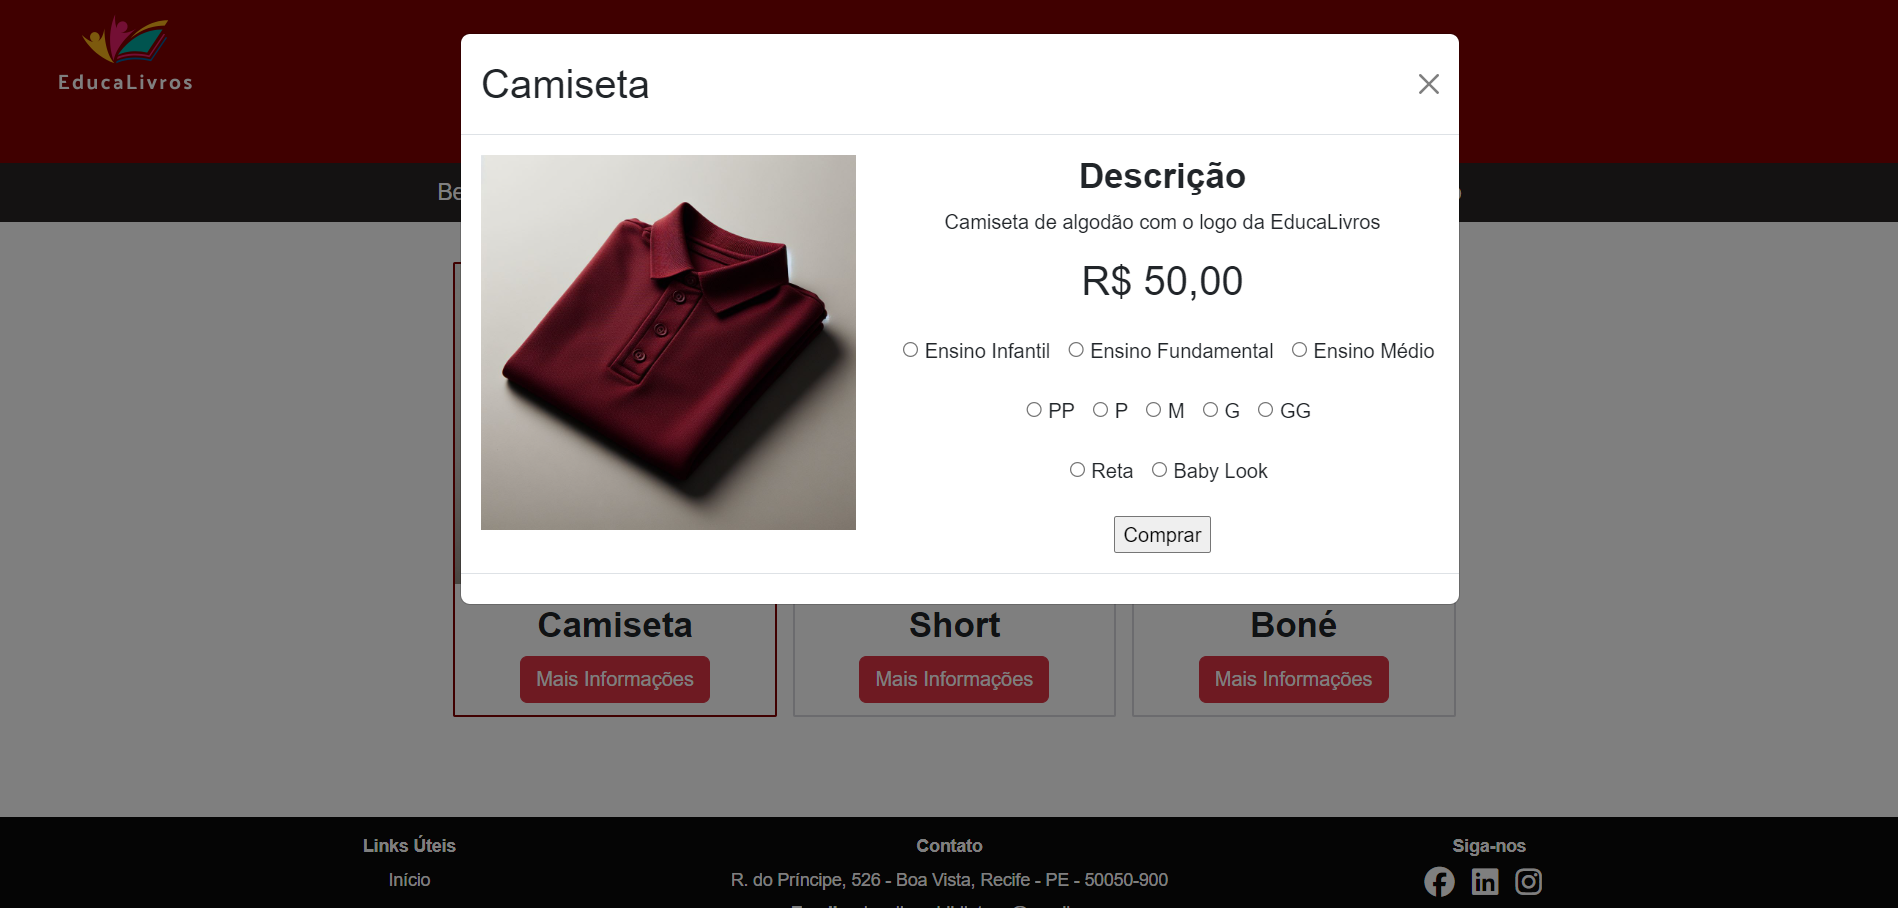 EducaLivros
Camiseta
Descrição
Camiseta de algodão com o logo da EducaLivros
R$ 50,00
Ensino Infantil Ensino Fundamental Ensino Médio
PP P M G GG
Reta Baby Look
Comprar
Camiseta Short Boné
Mais Informações Mais Informações Mais Informações
Links Úteis Contato Siga-nos
Início R. do Príncipe, 526 - Boa Vista, Recife - PE - 50050-900